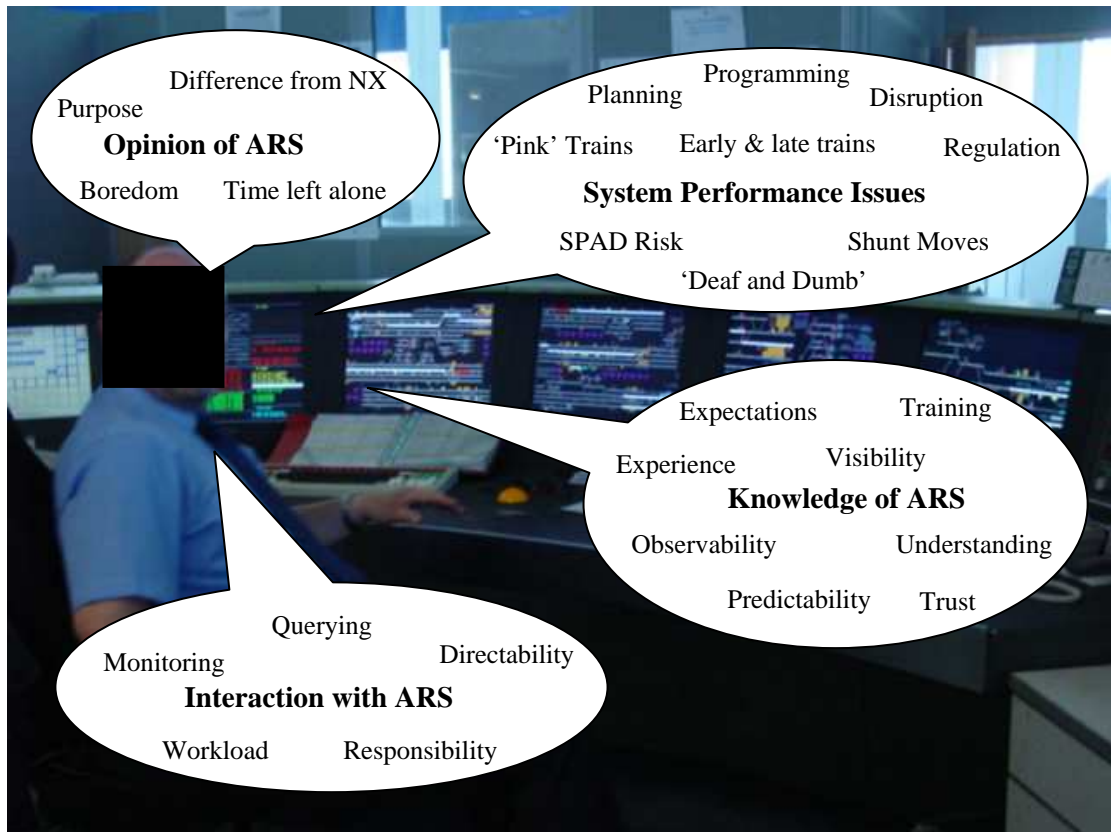 Difference from NX
Purpose
Opinion of ARS
Boredom Time left alone
Programming
Planning Disruption
‘Pink’ Trains Early & late trains Regulation
System Performance Issues
SPAD Risk Shunt Moves
‘Deaf and Dumb’
Expectations Training
Experience Visibility
Knowledge of ARS
Observability Understanding
Predictability Trust
Querying
Monitoring Directability
Interaction with ARS
Workload Responsibility